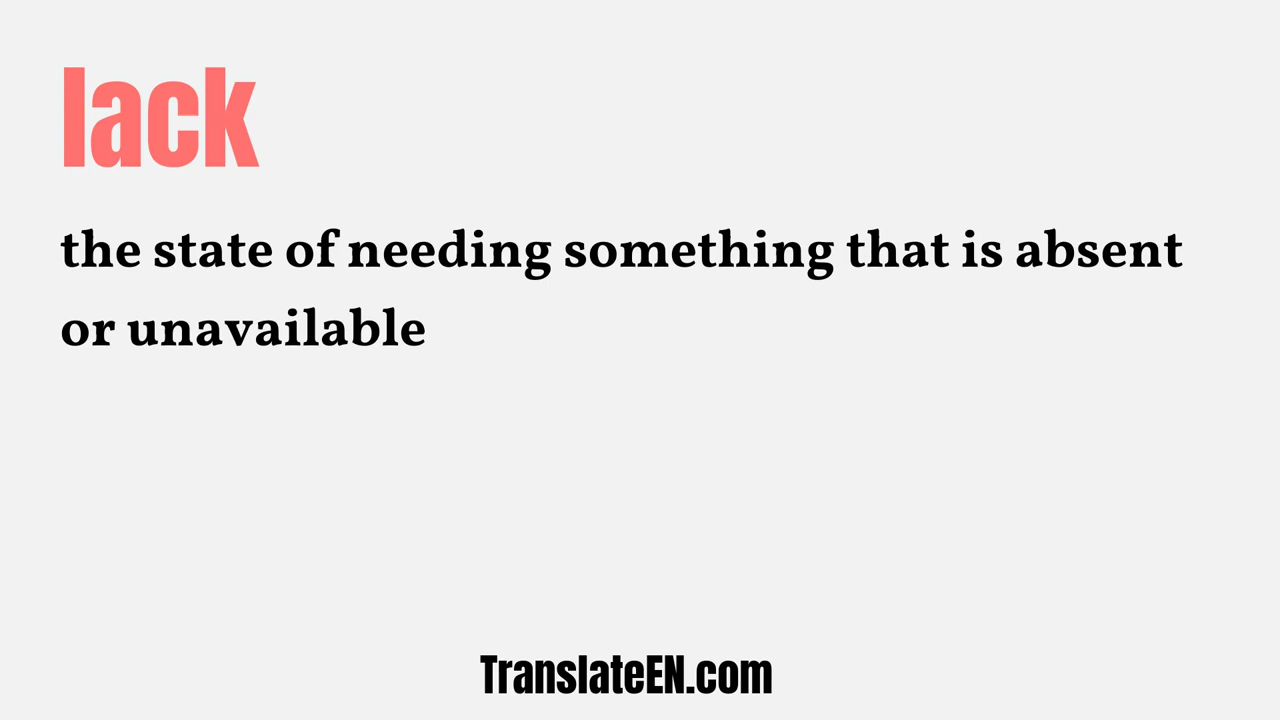 lack
the state of needing something that is absent
or unavailable
TranslateEN.com